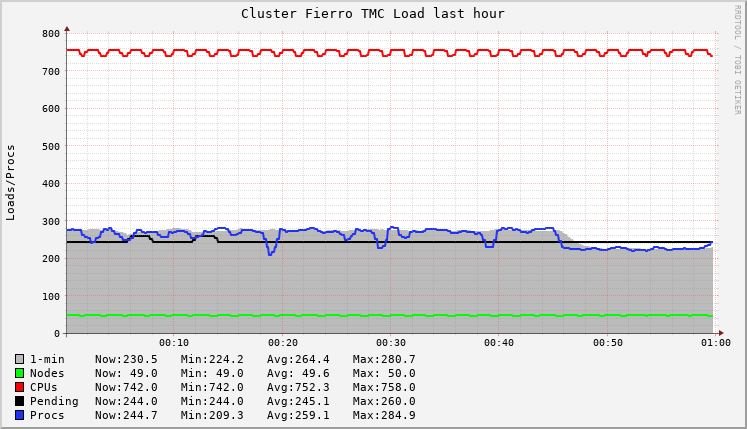 Cluster Fierro TMC Load last hour
RRDTOOL / TOBI OETIKER
Loads/Procs
800
700
600
500
400
300
200
100
0
00:10 00:20 00:30 00:40 00:50 01:00
1-min Now:230.5 Min:224.2 Avg:264.4 Max:280.7
Nodes Now: 49.0 Min: 49.0 Avg: 49.6 Max: 50.0
CPUs Now:742.0 Min:742.0 Avg:752.3 Max:758.0
Pending Now:244.0 Min:244.0 Avg:245.1 Max:260.0
Procs Now:244.7 Min:209.3 Avg:259.1 Max:284.9